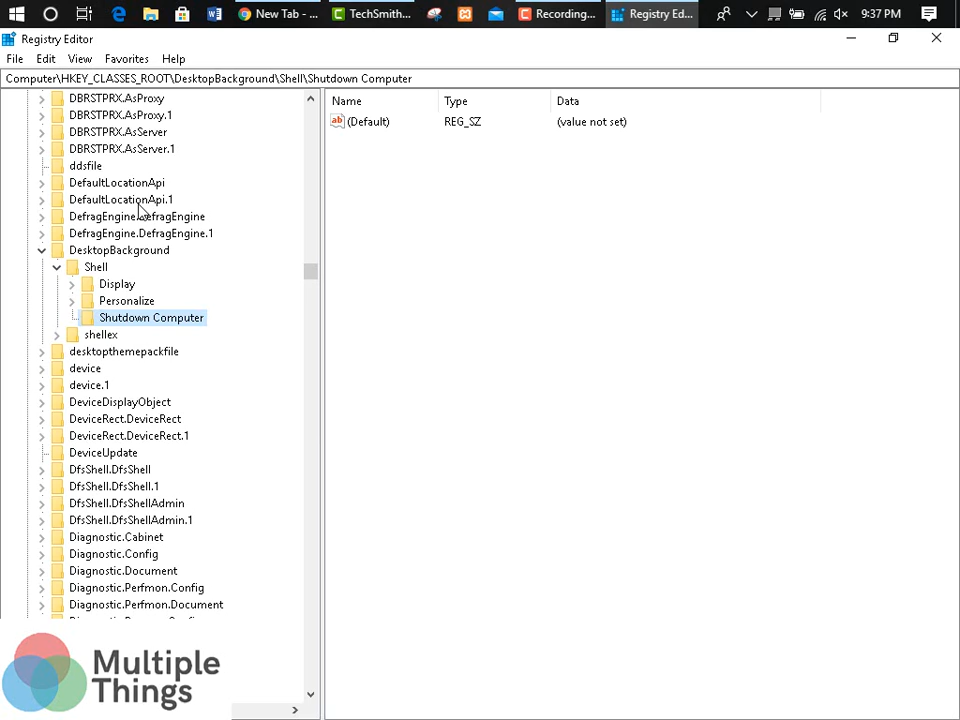 New Tab - ...
TechSmith...
Recording...
Registry Ed...
9:37 PM
Registry Editor
File Edit View Favorites Help
Computer\HKEY_CLASSES_ROOT\DesktopBackground\Shell\Shutdown Computer
DBRSTPRX.AsProxy
DBRSTPRX.AsProxy.1
DBRSTPRX.AsServer
DBRSTPRX.AsServer.1
ddsfile
DefaultLocationApi
DefaultLocationApi.1
DefragEngine.DefragEngine
DefragEngine.DefragEngine.1
DesktopBackground
Shell
Display
Personalize
Shutdown Computer
shellex
desktopthemepackfile
device
device.1
DeviceDisplayObject
DeviceRect.DeviceRect
DeviceRect.DeviceRect.1
DeviceUpdate
DfsShell.DfsShell
DfsShell.DfsShell.1
DfsShell.DfsShellAdmin
DfsShell.DfsShellAdmin.1
Diagnostic.Cabinet
Diagnostic.Config
Diagnostic.Document
Diagnostic.Perfmon.Config
Diagnostic.Perfmon.Document
Name Type Data
ab (Default) REG_SZ (value not set)
Multiple
Things